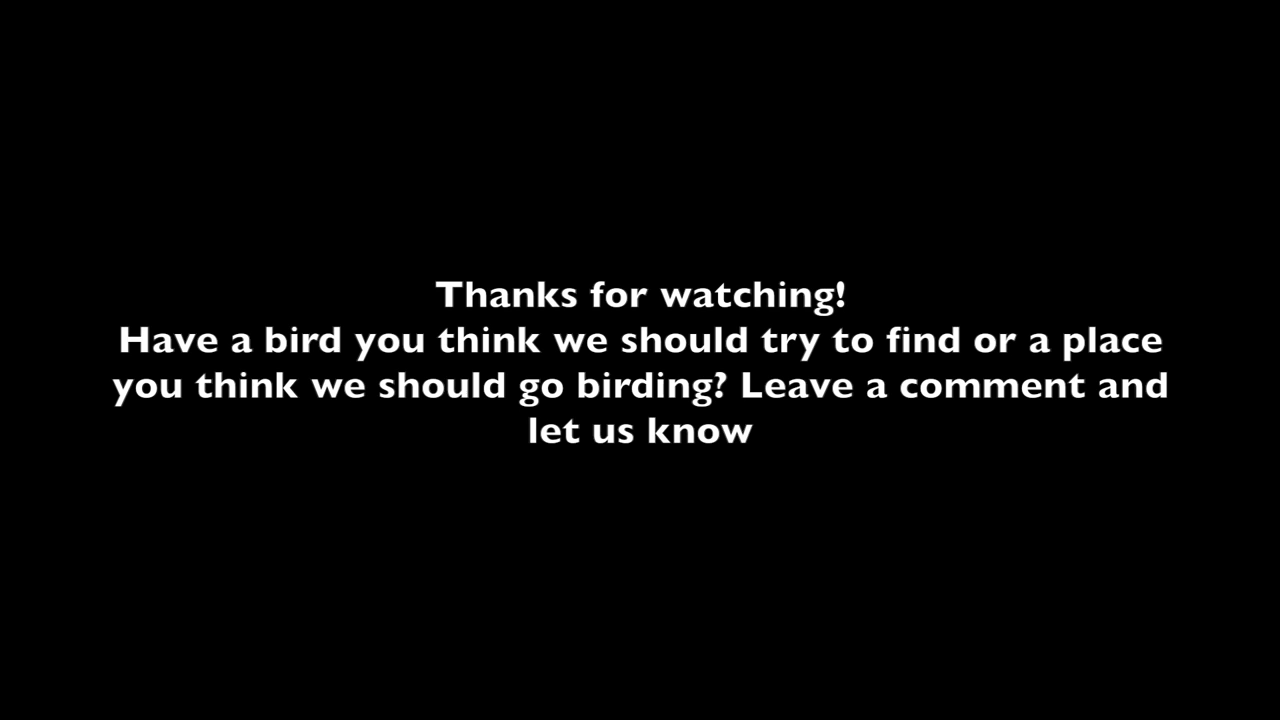 Thanks for watching!
Have a bird you think we should try to find or a place
you think we should go birding? Leave a comment and
let us know